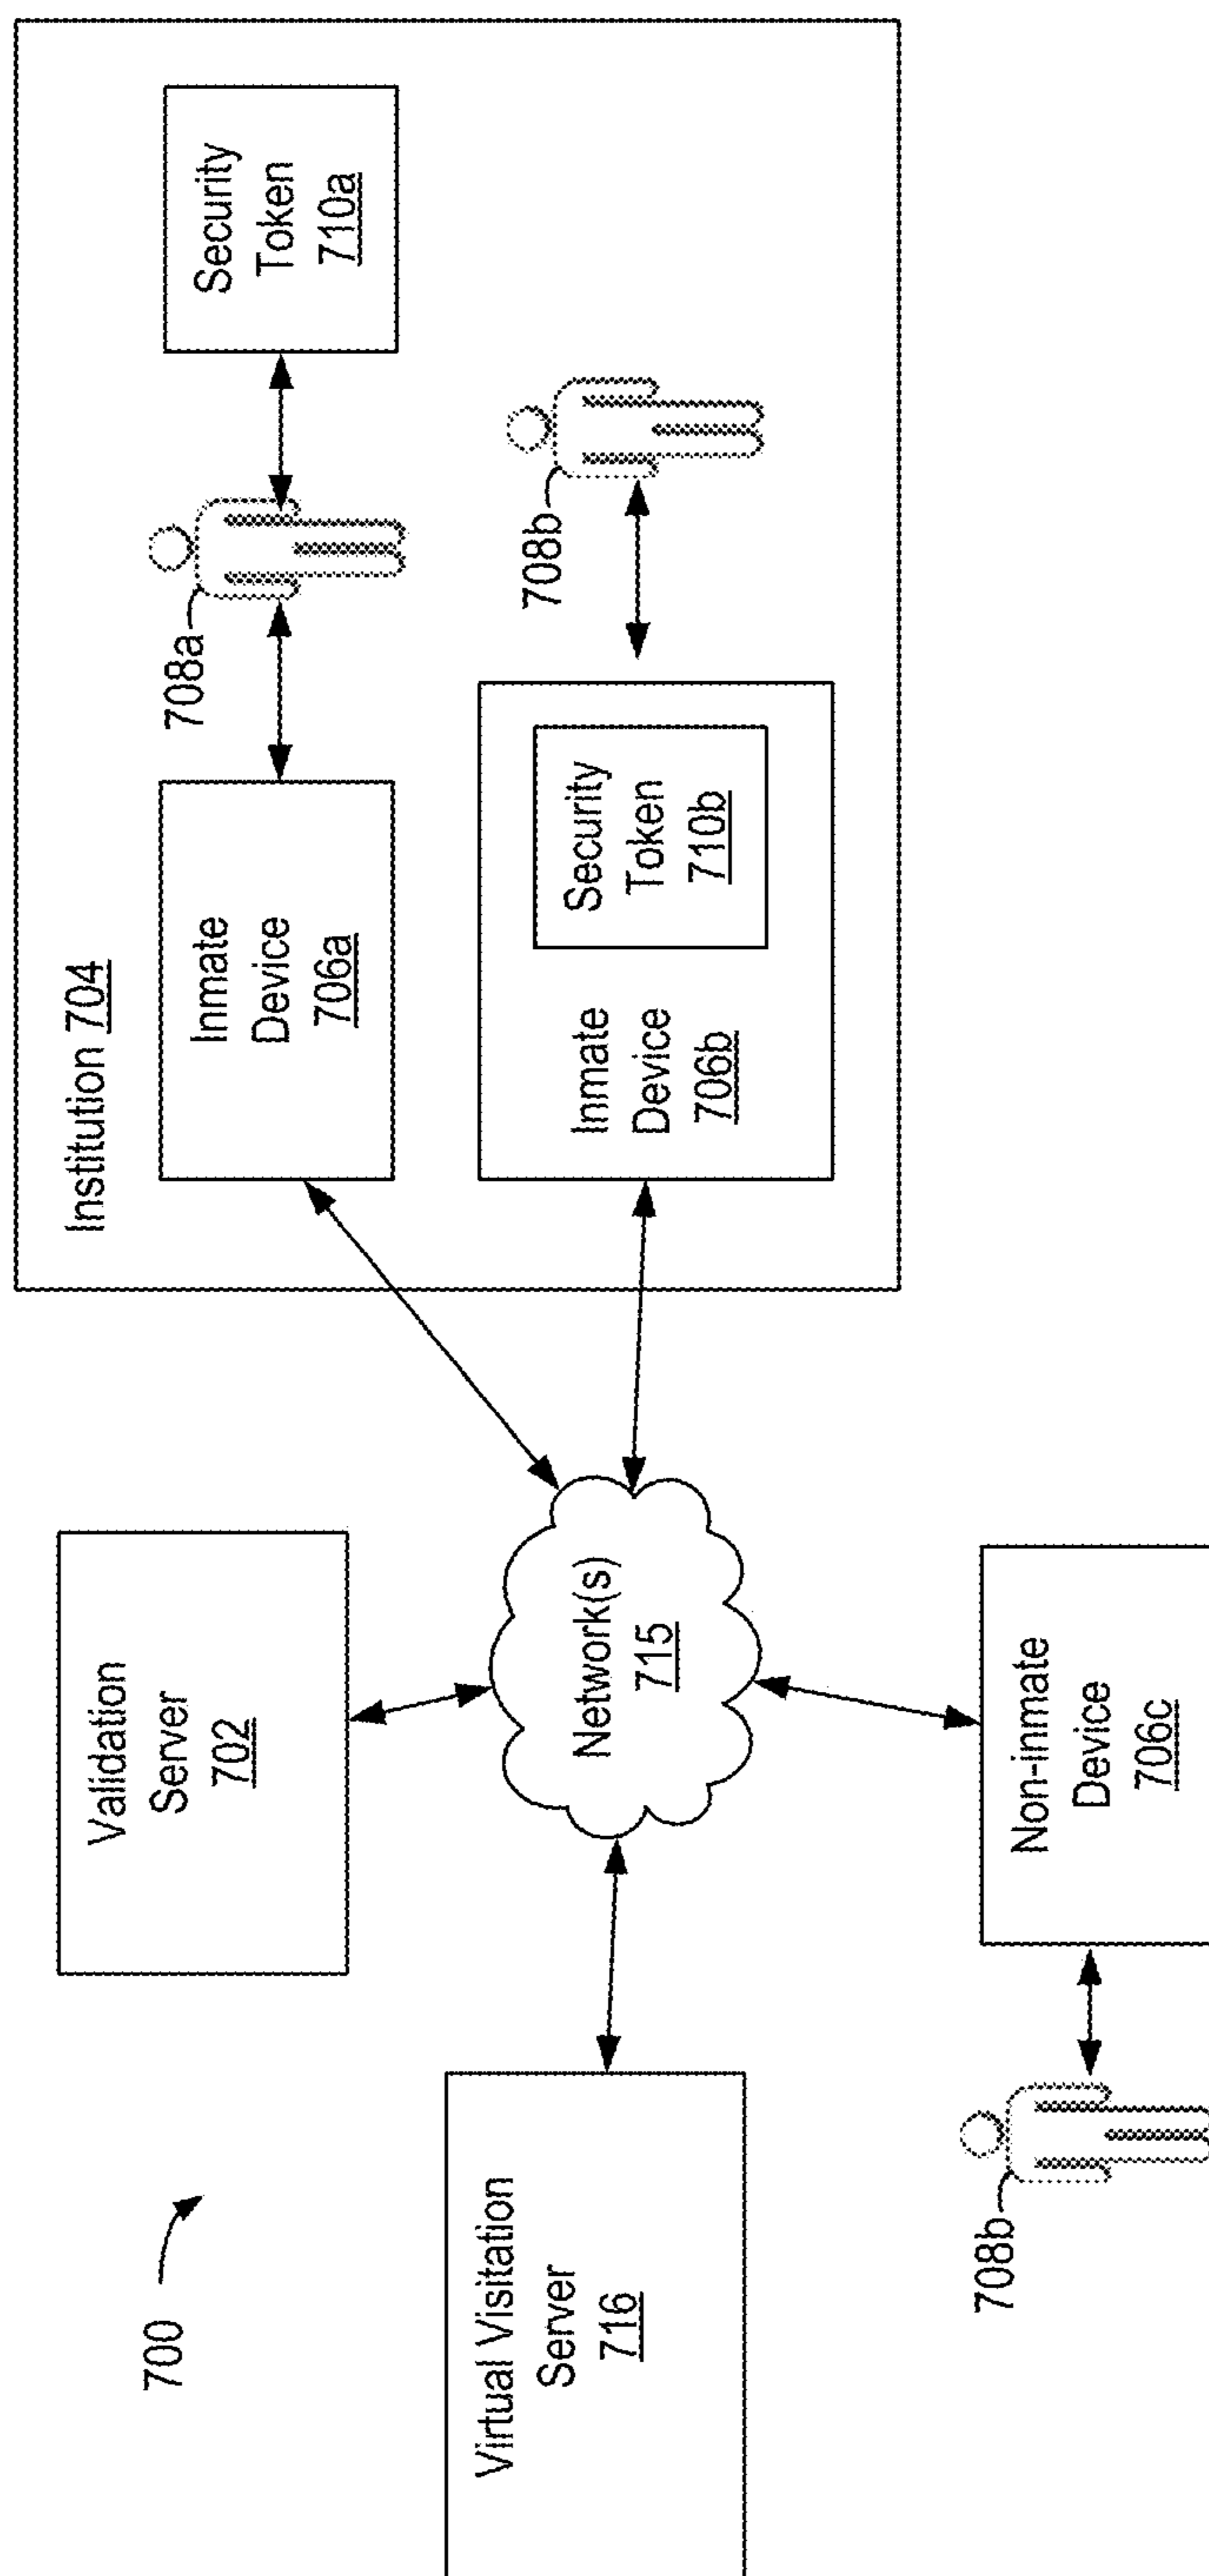 700
Virtual Visitation
Server
716
Validation
Server
702
Network(s)
715
708b
Non-inmate
Device
706c
Institution 704
Inmate
Device
706a
708a
Security
Token
710a
Inmate
Device
706b
Security
Token
710b
708b